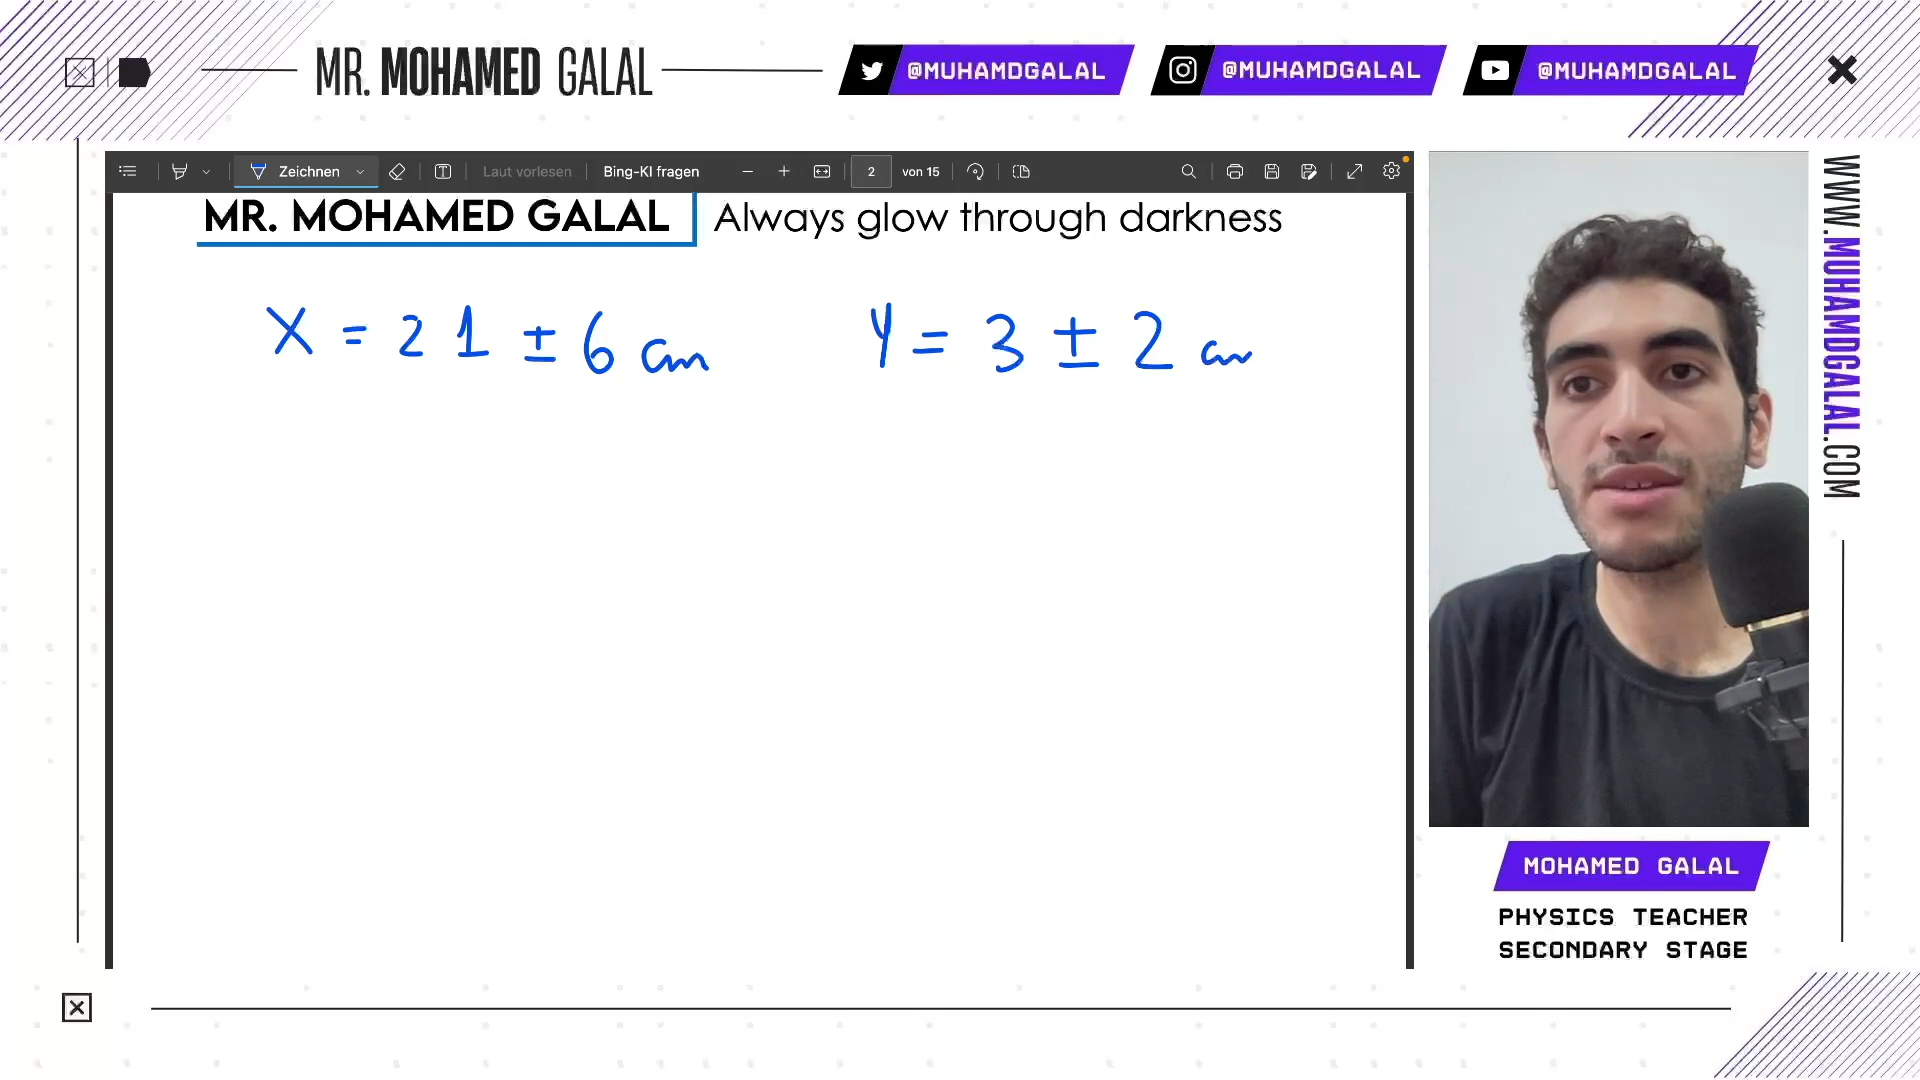 MR. MOHAMED GALAL
@MUHAMDGALAL
@MUHAMDGALAL
@MUHAMDGALAL
Zeichnen
Laut vorlesen
Bing-KI fragen
2 von 15
MR. MOHAMED GALAL Always glow through darkness
X = 21 ± 6 cm
Y = 3 ± 2 cm
WWW.MUHAMDGALAL.COM
MOHAMED GALAL
PHYSICS TEACHER
SECONDARY STAGE